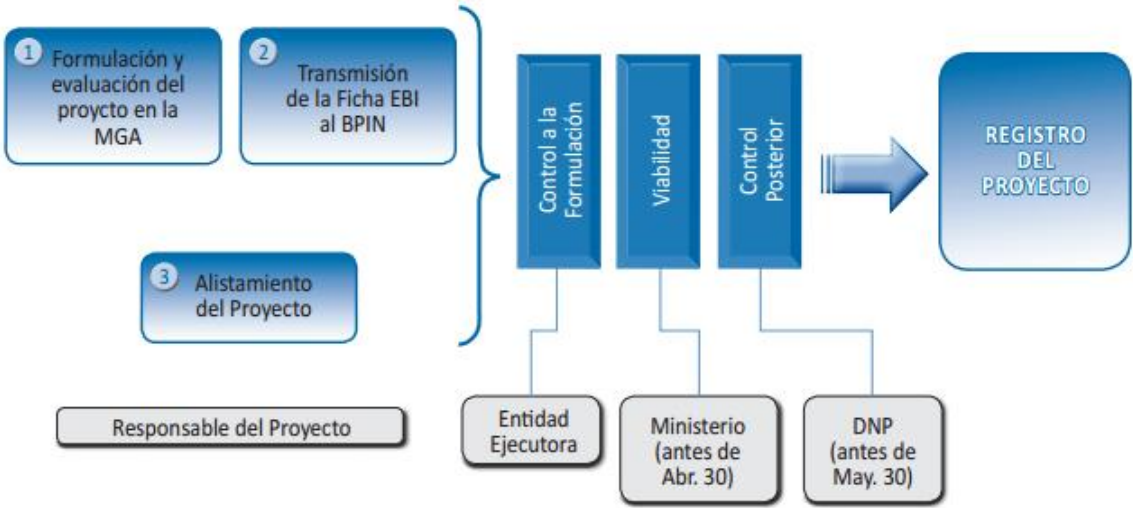 1
Formulación y
evaluación del
proycto en la
MGA
2
Transmisión
de la Ficha EBI
al BPIN
3
Alistamiento
del Proyecto
Responsable del Proyecto
Control a la
Formulación
Viabilidad
Control
Posterior
Entidad
Ejecutora
Ministerio
(antes de
Abr. 30)
DNP
(antes de
May. 30)
REGISTRO
DEL
PROYECTO